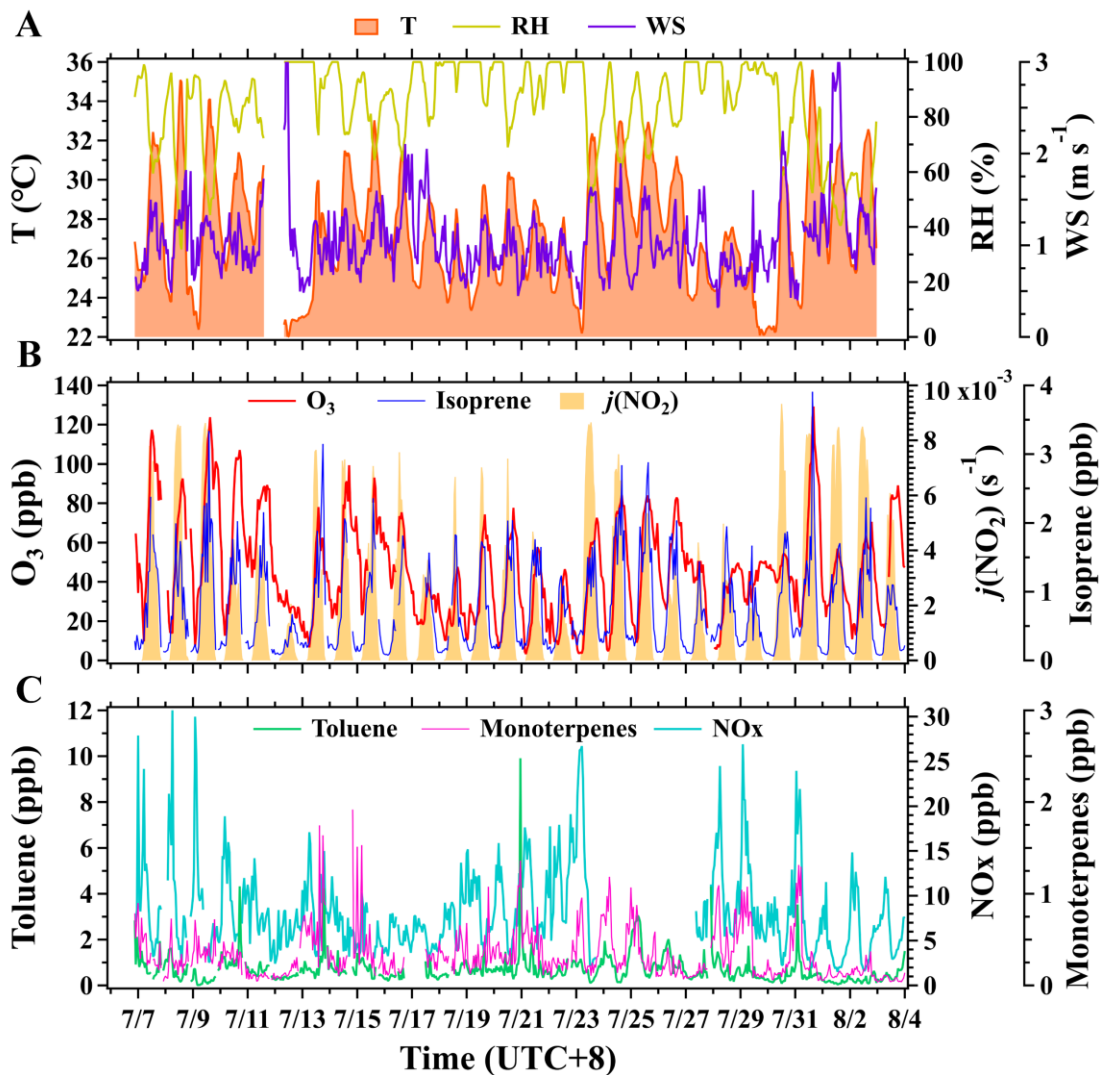 A
T RH WS
36 100 3
34
32 80
30 60 2
28
26 40 1
24 20
22 0 0
T (℃)
RH (%)
WS (m s⁻¹)
B
O₃ Isoprene j(NO₂)
140 10 x10⁻³ 4
120
100 8 3
80 6
60 2
40 4
20 2 1
0 0 0
O₃ (ppb)
j(NO₂) (s⁻¹)
Isoprene (ppb)
C
Toluene Monoterpenes NOx
12 30 3
10 25
8 20 2
6 15
4 10 1
2 5
0 0 0
Toluene (ppb)
NOx (ppb)
Monoterpenes (ppb)
7/7 7/9 7/11 7/13 7/15 7/17 7/19 7/21 7/23 7/25 7/27 7/29 7/31 8/2 8/4
Time (UTC+8)